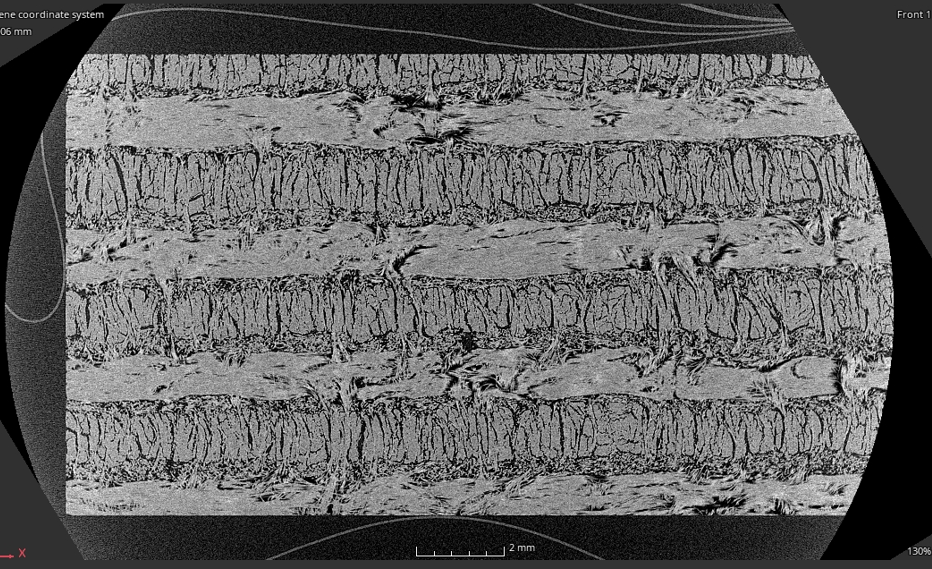 ene coordinate system
Front 1
06 mm
2 mm
X
130%